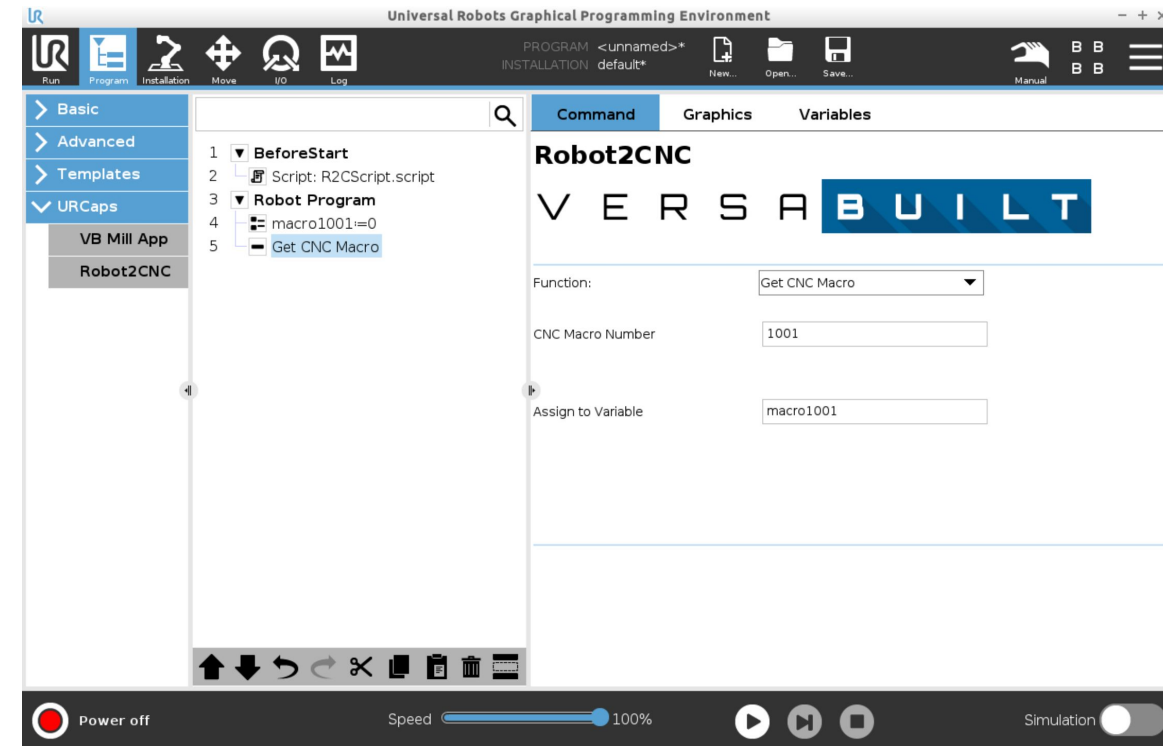 Universal Robots Graphical Programming Environment
PROGRAM <unnamed>*
INSTALLATION default*
Run Program Installation Move I/O Log New... Open... Save... Manual
B B
B B
Basic
Advanced
Templates
URCaps
VB Mill App
Robot2CNC
1 BeforeStart
2 Script: R2CScript.script
3 Robot Program
4 macro1001:=0
5 Get CNC Macro
Command Graphics Variables
Robot2CNC
VERSABUILT
Function: Get CNC Macro
CNC Macro Number 1001
Assign to Variable macro1001
Power off Speed 100% Simulation